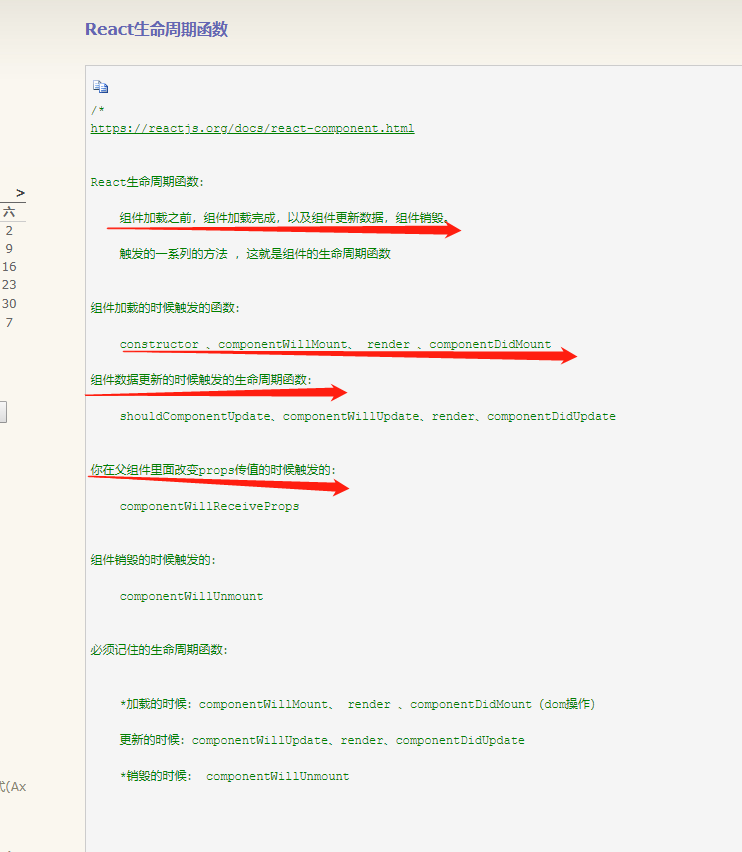 React生命周期函数
/*
https://reactjs.org/docs/react-component.html
React生命周期函数:
组件加载之前，组件加载完成，以及组件更新数据，组件销毁。
触发的一系列的方法 ，这就是组件的生命周期函数
组件加载的时候触发的函数:
constructor 、componentWillMount、 render 、componentDidMount
组件数据更新的时候触发的生命周期函数:
shouldComponentUpdate、componentWillUpdate、render、componentDidUpdate
你在父组件里面改变props传值的时候触发的:
componentWillReceiveProps
组件销毁的时候触发的:
componentWillUnmount
必须记住的生命周期函数:
*加载的时候: componentWillMount、 render 、componentDidMount（dom操作）
更新的时候: componentWillUpdate、render、componentDidUpdate
*销毁的时候: componentWillUnmount
>
六
2
9
16
23
30
7
式(Ax